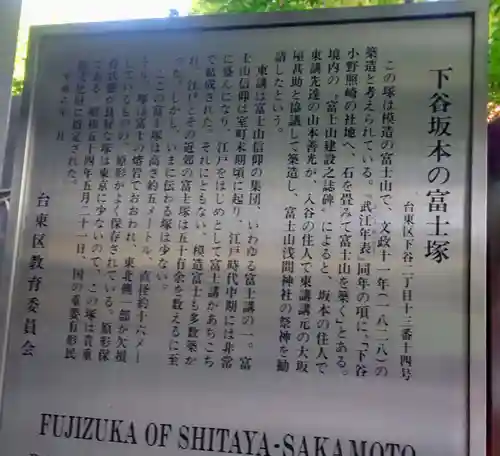 下谷坂本の富士塚
台東区下谷二丁目十三番十四号
この塚は模造の富士山で、文政十一年(一八二八)の
築造と考えられている。『武江年表』同年の項に、「下谷
小野照崎の社地へ、石を畳みて富士山を築く」とある。
境内の「富士山建設之誌碑」によると、坂本の住人で
東講先達の山本善光が、入谷の住人で東講講元の大坂
屋甚助と協議して築造し、富士山浅間神社の祭神を勧
請したという。
東講は富士山信仰の集団、いわゆる富士講の一。富
士山信仰は室町末期頃に起り、江戸時代中期には非常
に盛んになり、江戸をはじめとして富士講があちこち
で結成された。それにともない、模造富士も多数築か
れ、江戸とその近郊の富士塚は五十有余を数えるに至
った。しかし、いまに伝わる塚は少ない。
ここの富士塚は高さ約五メートル、直径約十六メー
トル。塚は富士の熔岩でおおわれ、東北側一部が欠損
しているものの、原形がよく保存されている。原形保
存状態が良好な塚は東京に少ないので、この塚は貴重
である。昭和五十四年五月二十一日、国の重要有形民
俗文化財に指定された。
台東区教育委員会
FUJIZUKA OF SHITAYA-SAKAMOTO